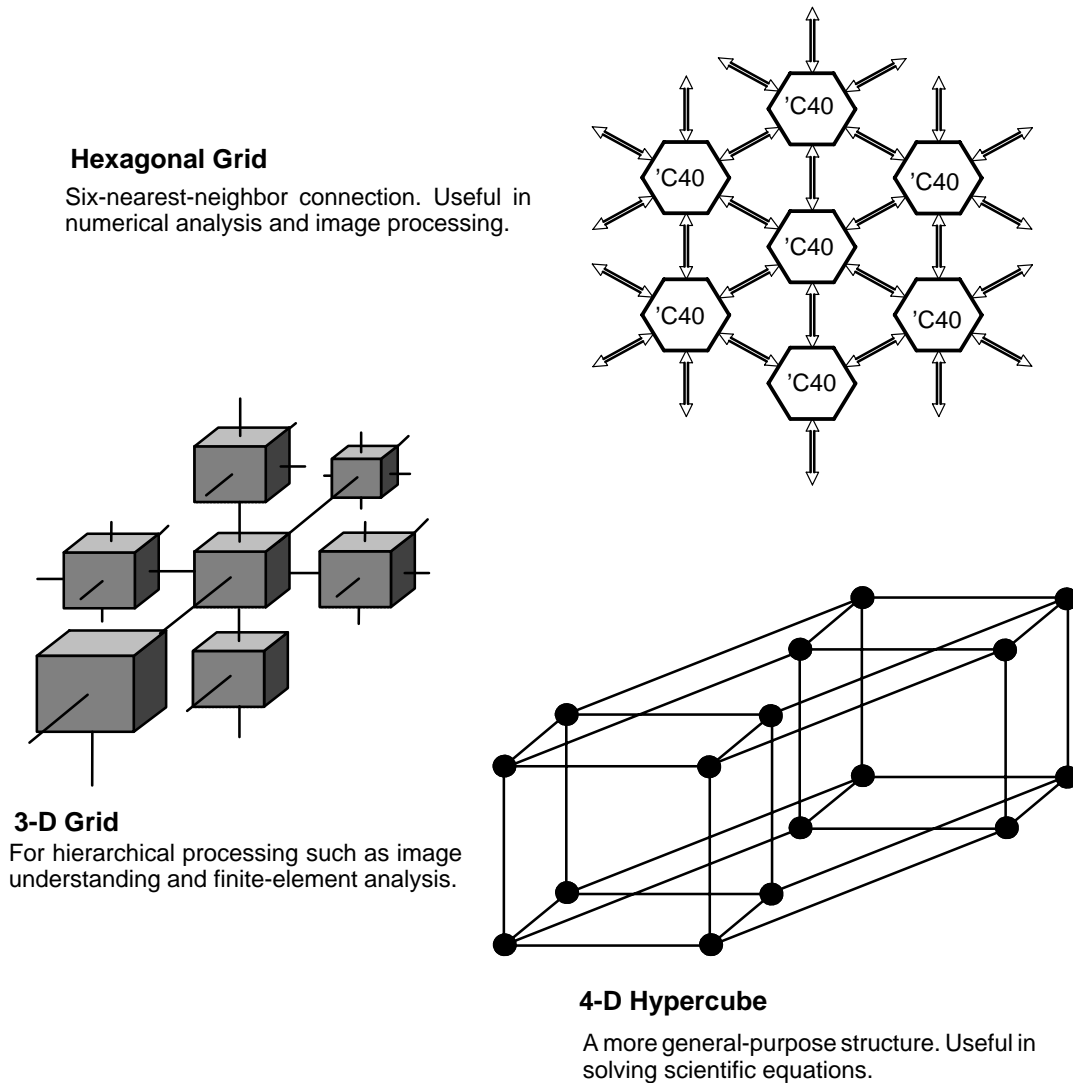 ’C40
’C40
’C40
’C40
’C40
’C40
’C40
Hexagonal Grid
Six-nearest-neighbor connection. Useful in
numerical analysis and image processing.
3-D Grid
For hierarchical processing such as image
understanding and finite-element analysis.
4-D Hypercube
A more general-purpose structure. Useful in
solving scientific equations.